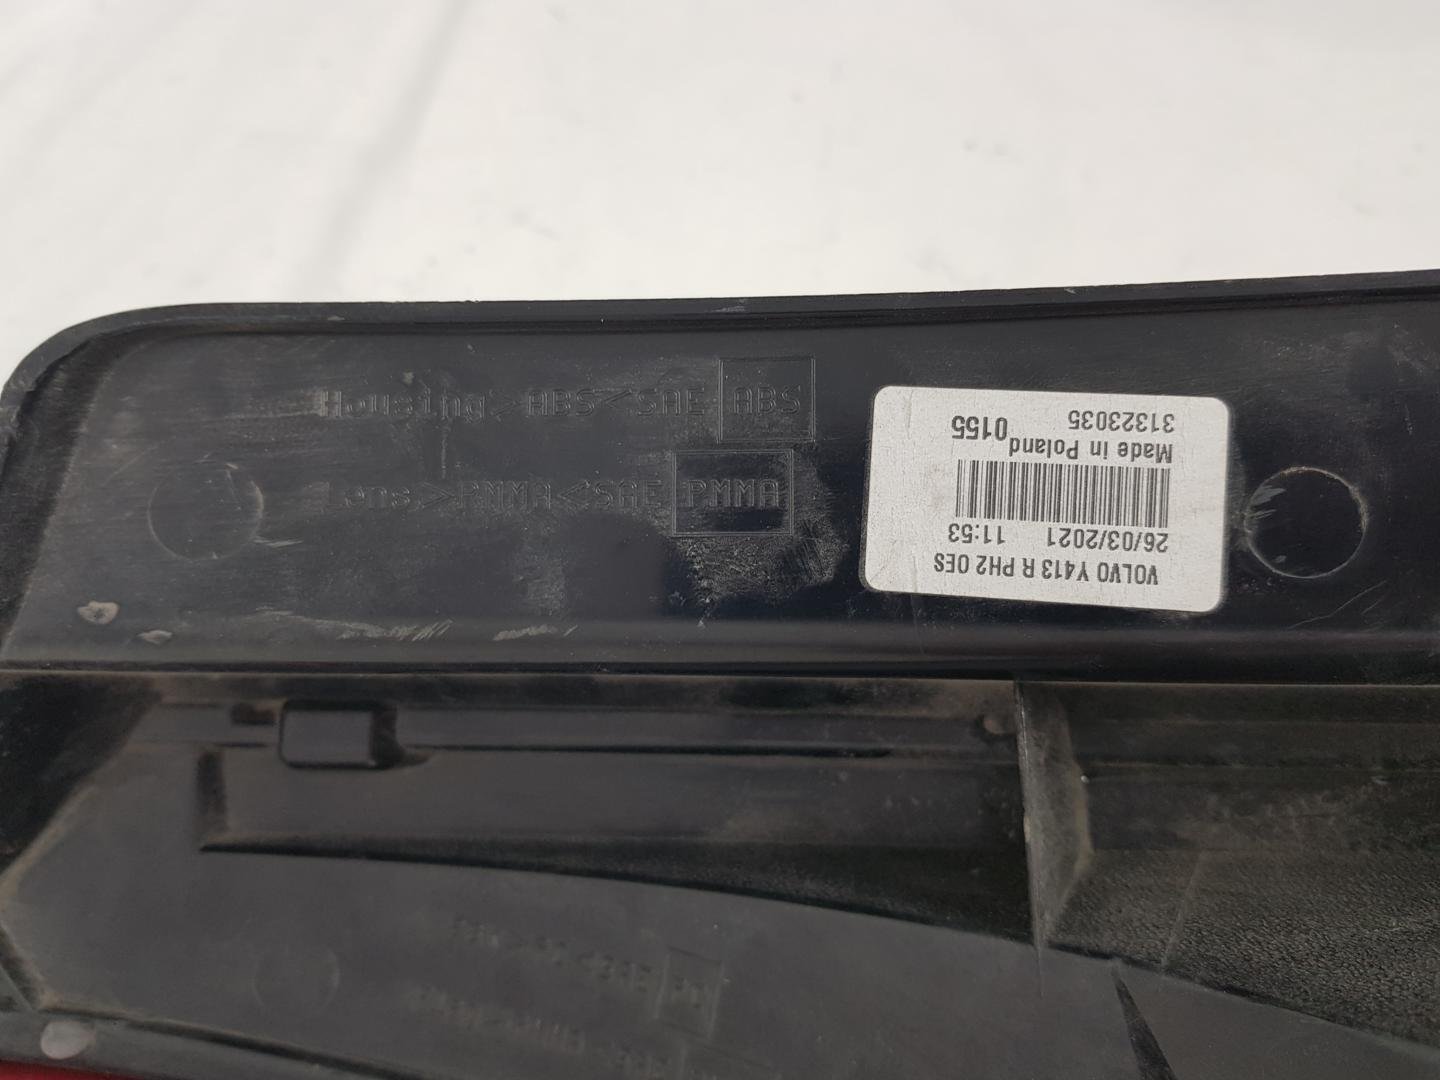 Housing>ABS<SAE ABS
Lens>PMMA<SAE PMMA
VOLVO Y413 R PH2 OES
26/03/2021 11:53
Made in Poland 0155
31323035